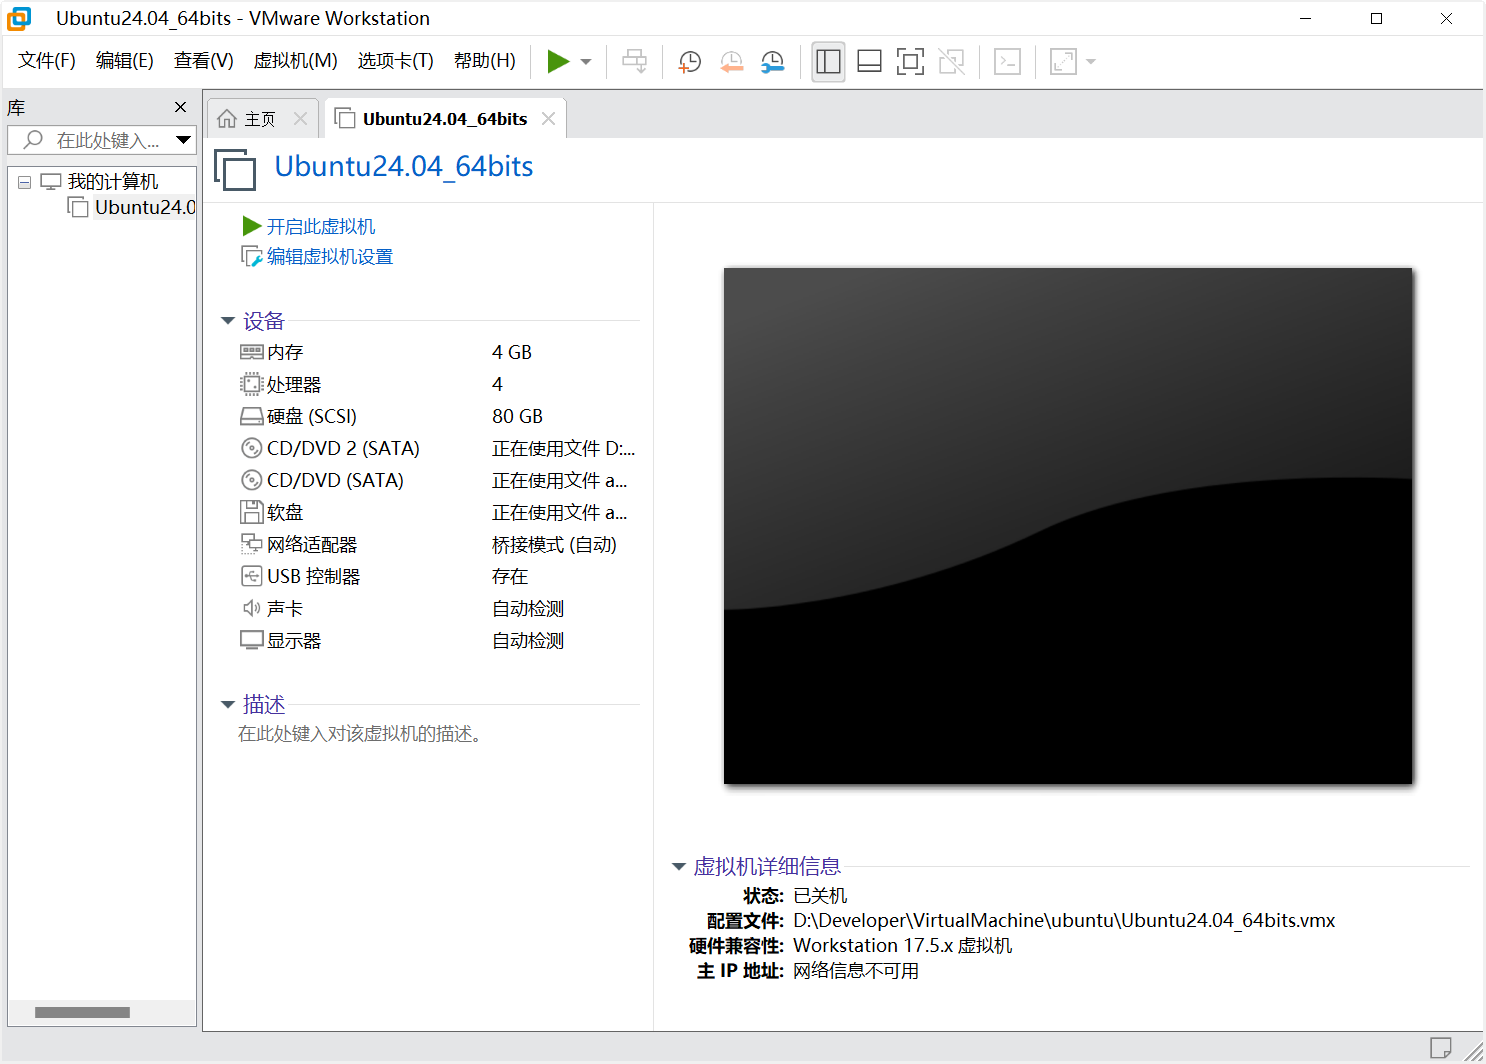 Ubuntu24.04_64bits - VMware Workstation
文件(F) 编辑(E) 查看(V) 虚拟机(M) 选项卡(T) 帮助(H)
库
在此处键入...
我的计算机
Ubuntu24.0
主页
Ubuntu24.04_64bits
Ubuntu24.04_64bits
开启此虚拟机
编辑虚拟机设置
设备
内存 4 GB
处理器 4
硬盘 (SCSI) 80 GB
CD/DVD 2 (SATA) 正在使用文件 D:...
CD/DVD (SATA) 正在使用文件 a...
软盘 正在使用文件 a...
网络适配器 桥接模式 (自动)
USB 控制器 存在
声卡 自动检测
显示器 自动检测
描述
在此处键入对该虚拟机的描述。
虚拟机详细信息
状态: 已关机
配置文件: D:\Developer\VirtualMachine\ubuntu\Ubuntu24.04_64bits.vmx
硬件兼容性: Workstation 17.5.x 虚拟机
主 IP 地址: 网络信息不可用